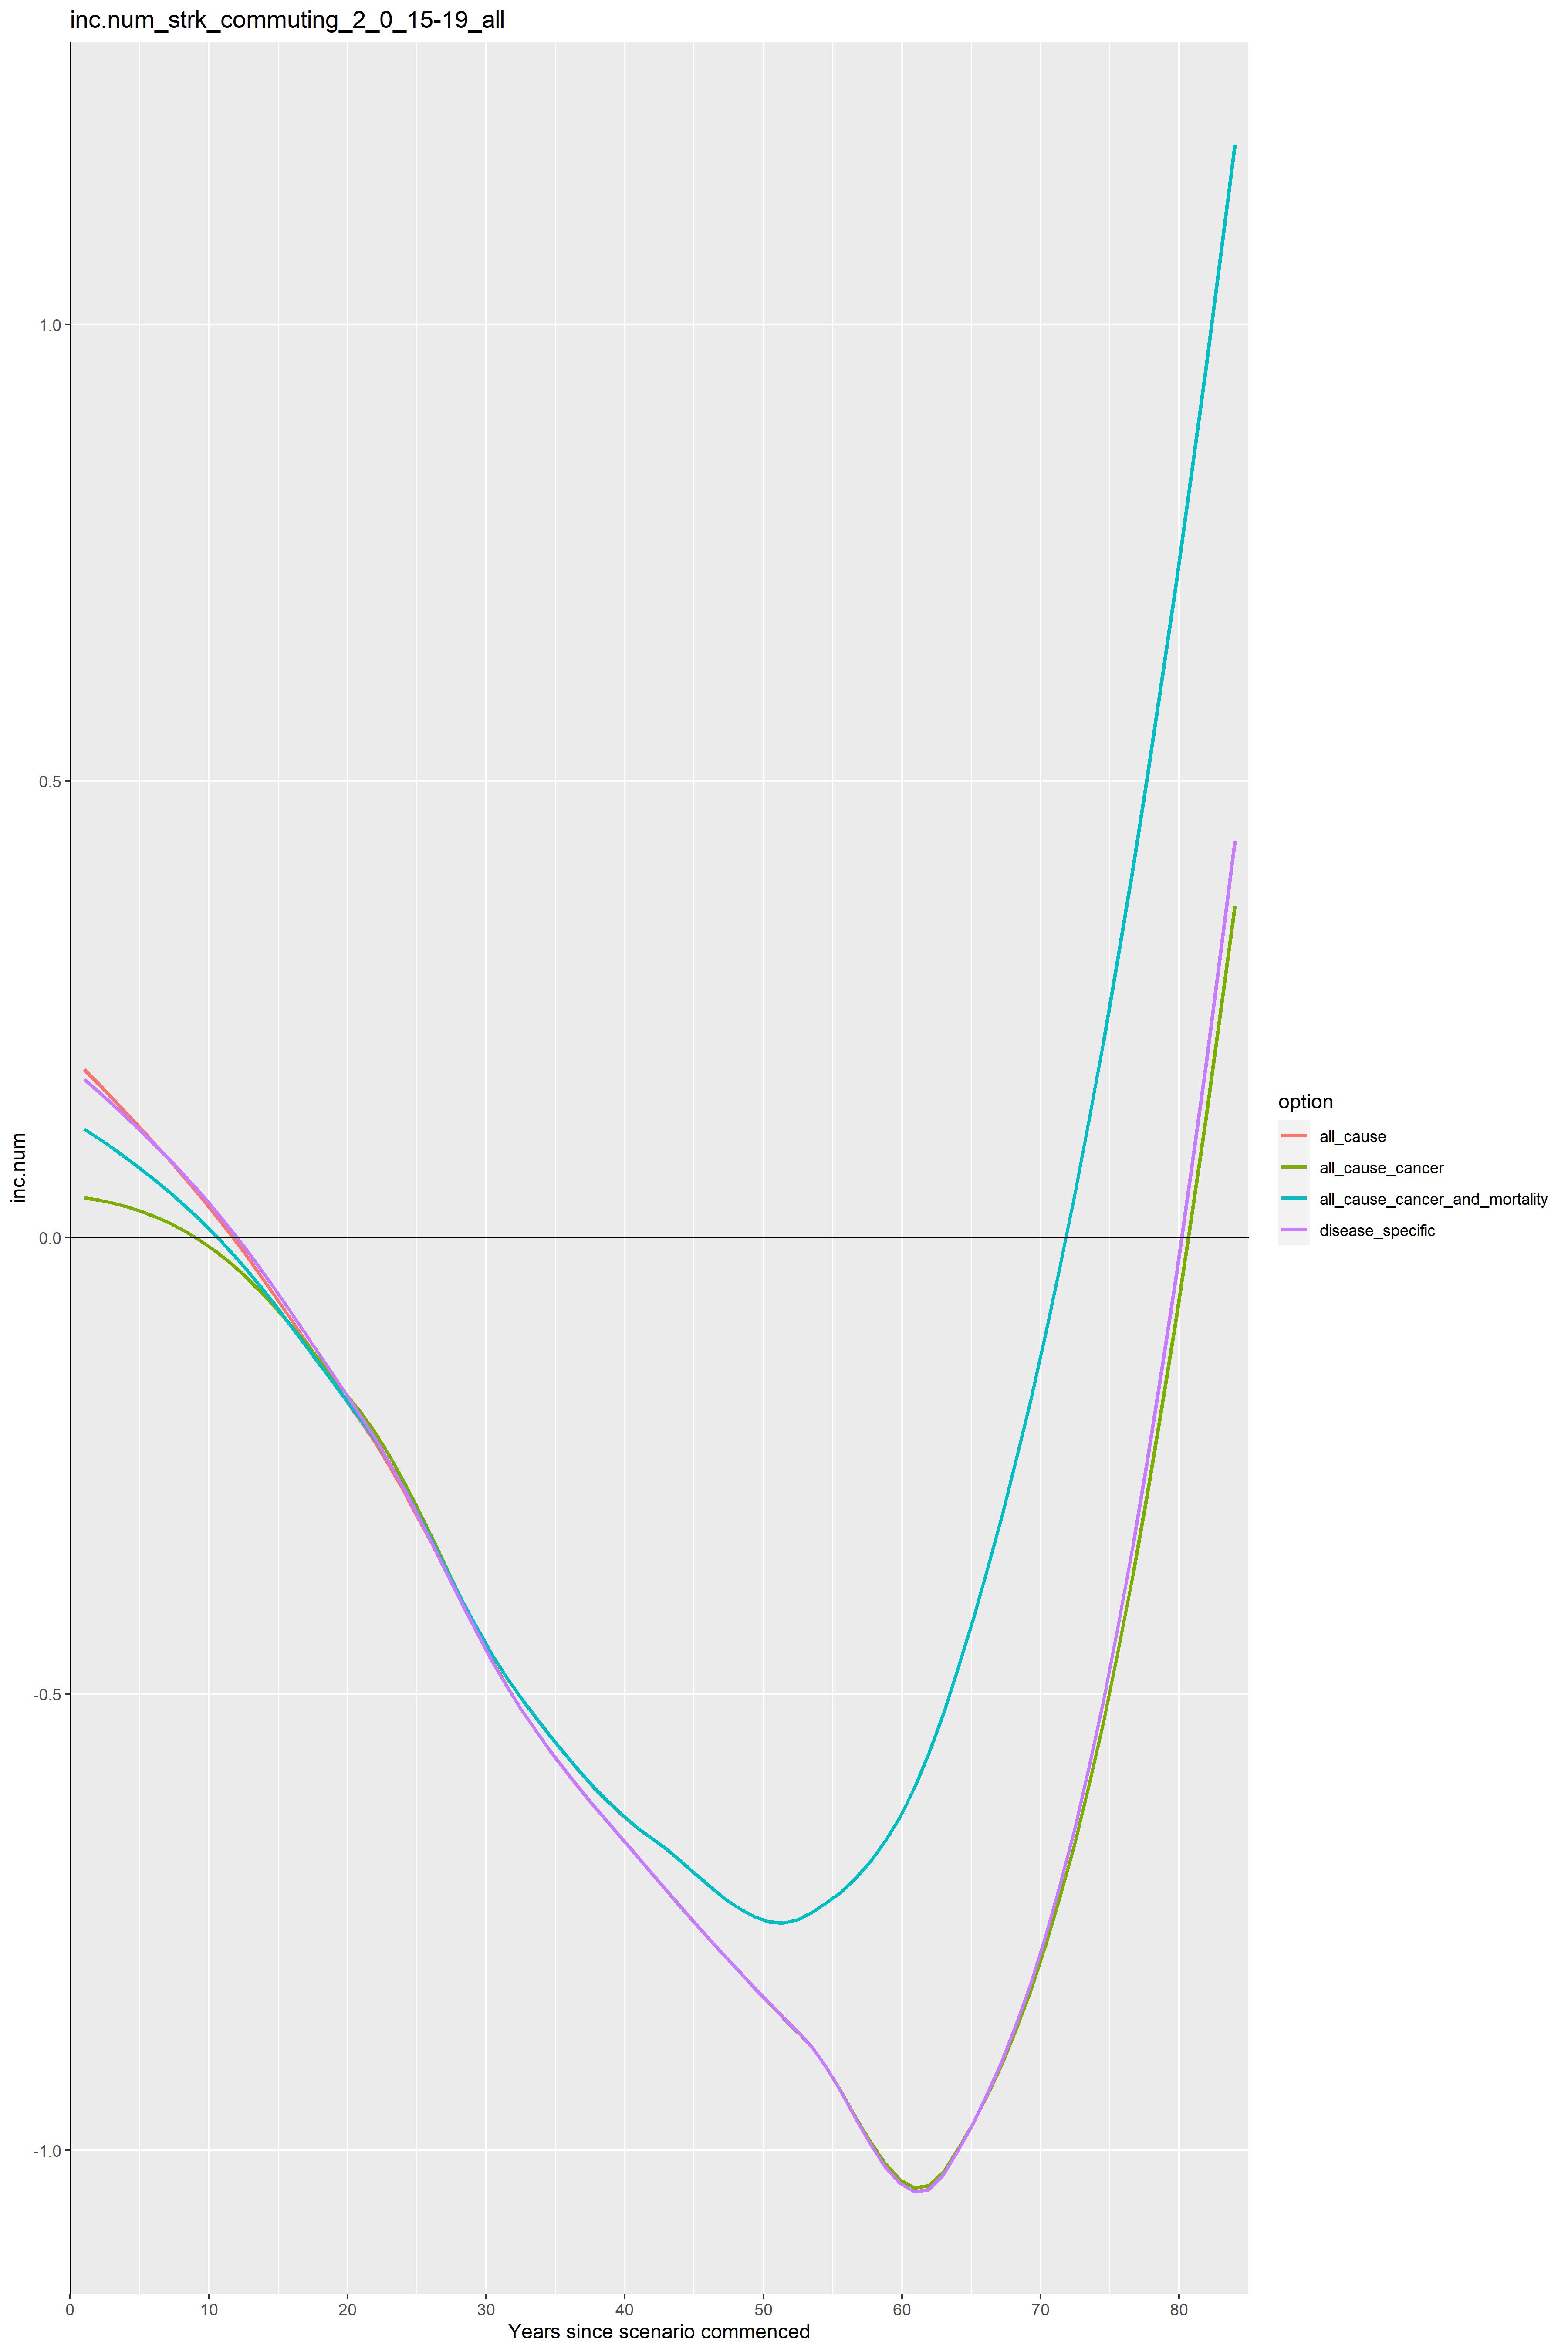 inc.num_strk_commuting_2_0_15-19_all
1.0
0.5
0.0
-0.5
-1.0
inc.num
0 10 20 30 40 50 60 70 80
Years since scenario commenced
option
all_cause
all_cause_cancer
all_cause_cancer_and_mortality
disease_specific